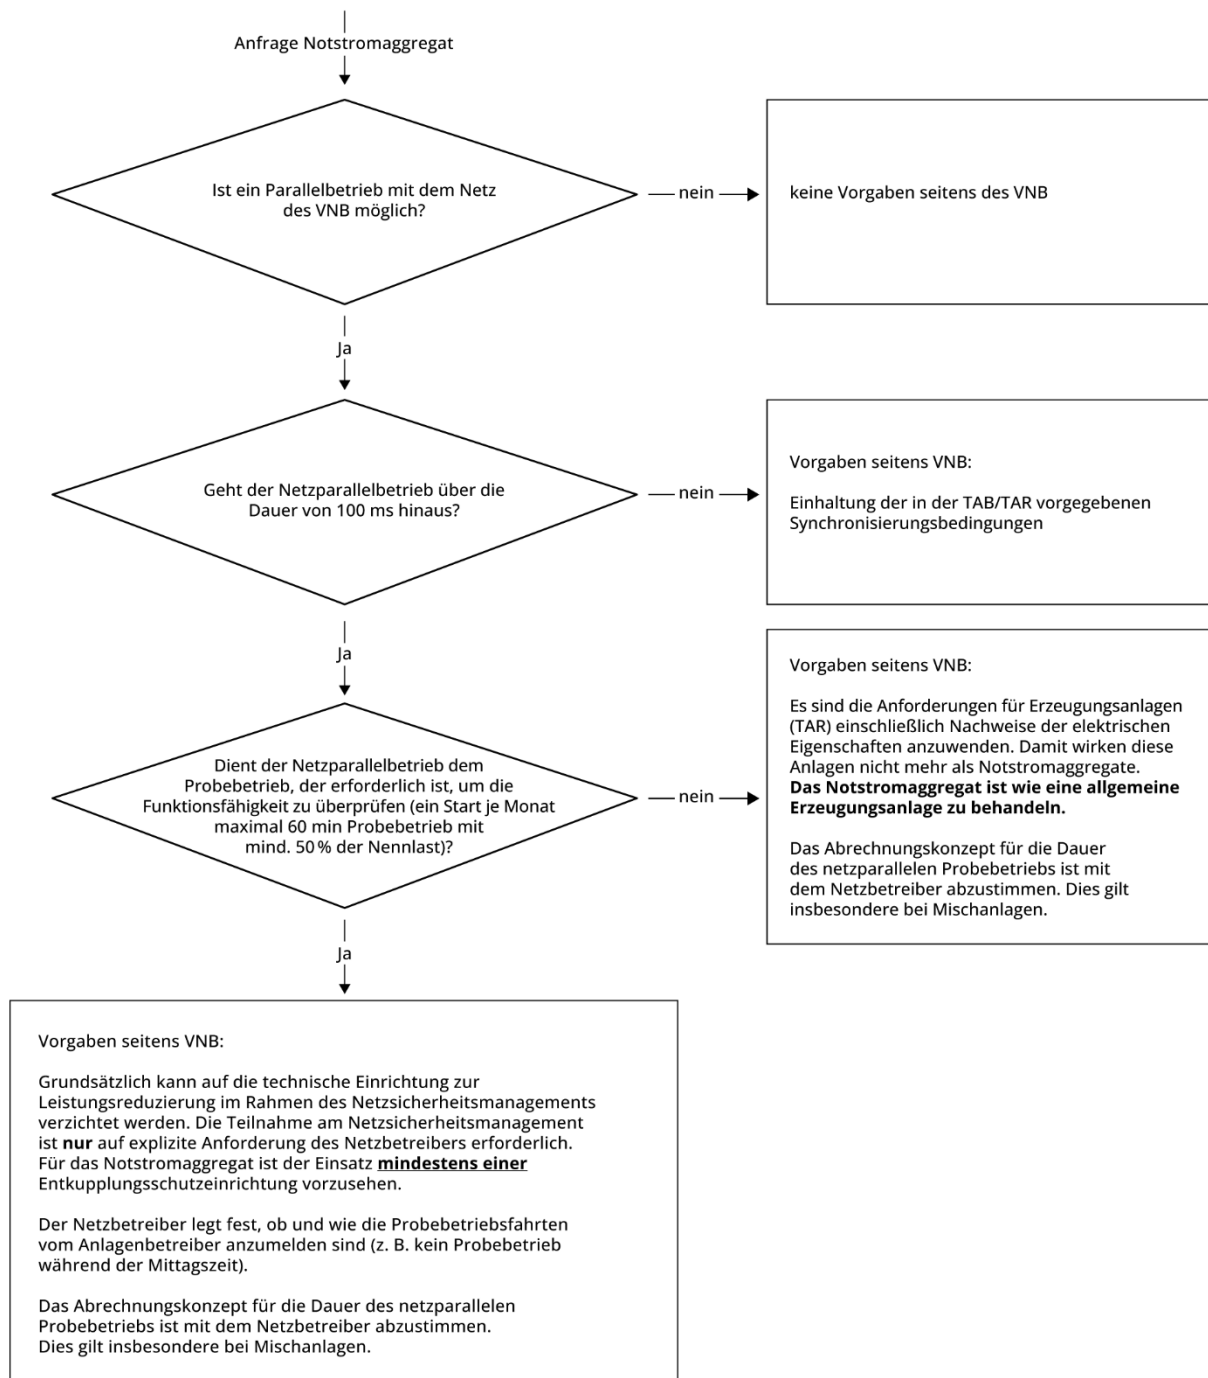 Anfrage Notstromaggregat
Ist ein Parallelbetrieb mit dem Netz
des VNB möglich?
nein
keine Vorgaben seitens des VNB
Ja
Geht der Netzparallelbetrieb über die
Dauer von 100 ms hinaus?
nein
Vorgaben seitens VNB:
Einhaltung der in der TAB/TAR vorgegebenen
Synchronisierungsbedingungen
Ja
Dient der Netzparallelbetrieb dem
Probebetrieb, der erforderlich ist, um die
Funktionsfähigkeit zu überprüfen (ein Start je Monat
maximal 60 min Probebetrieb mit
mind. 50 % der Nennlast)?
nein
Vorgaben seitens VNB:
Es sind die Anforderungen für Erzeugungsanlagen
(TAR) einschließlich Nachweise der elektrischen
Eigenschaften anzuwenden. Damit wirken diese
Anlagen nicht mehr als Notstromaggregate.
Das Notstromaggregat ist wie eine allgemeine
Erzeugungsanlage zu behandeln.
Das Abrechnungskonzept für die Dauer
des netzparallelen Probebetriebs ist mit
dem Netzbetreiber abzustimmen. Dies gilt
insbesondere bei Mischanlagen.
Ja
Vorgaben seitens VNB:
Grundsätzlich kann auf die technische Einrichtung zur
Leistungsreduzierung im Rahmen des Netzsicherheitsmanagements
verzichtet werden. Die Teilnahme am Netzsicherheitsmanagement
ist nur auf explizite Anforderung des Netzbetreibers erforderlich.
Für das Notstromaggregat ist der Einsatz mindestens einer
Entkupplungsschutzeinrichtung vorzusehen.
Der Netzbetreiber legt fest, ob und wie die Probebetriebsfahrten
vom Anlagenbetreiber anzumelden sind (z. B. kein Probebetrieb
während der Mittagszeit).
Das Abrechnungskonzept für die Dauer des netzparallelen
Probebetriebs ist mit dem Netzbetreiber abzustimmen.
Dies gilt insbesondere bei Mischanlagen.